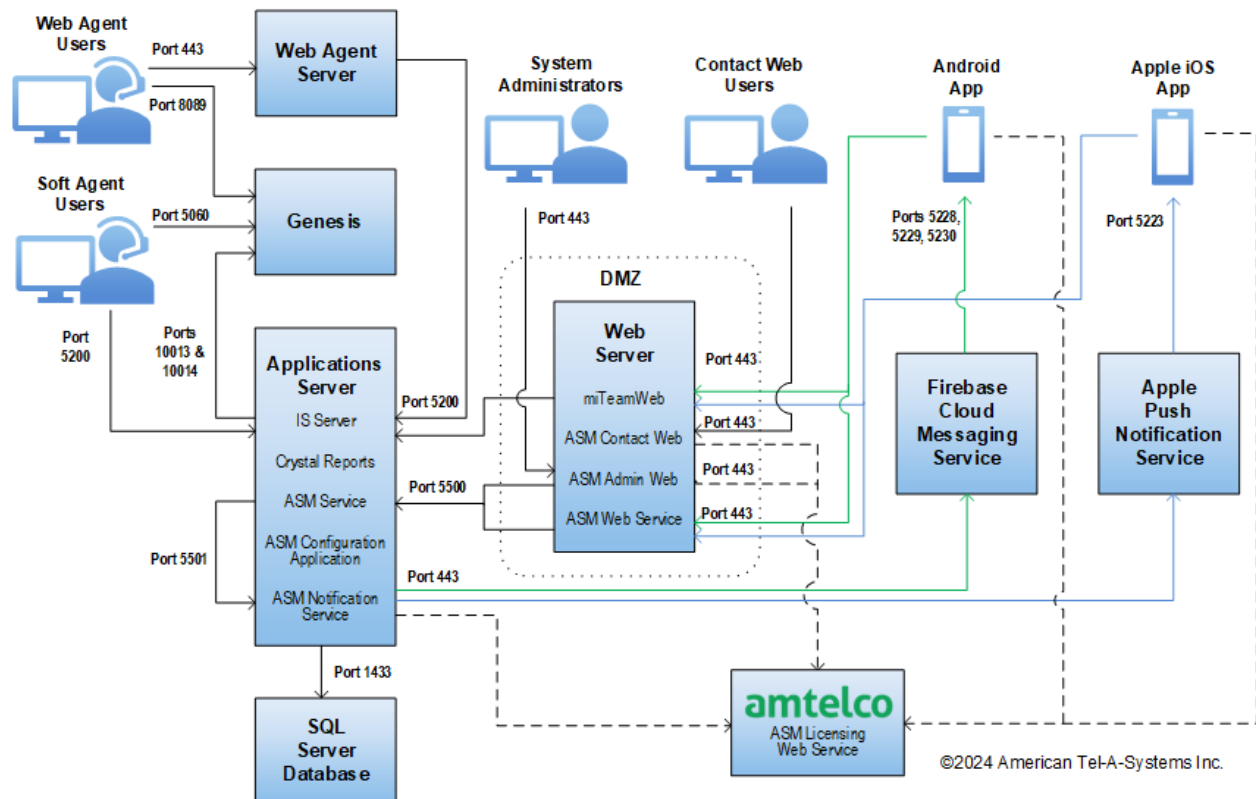 Web Agent
Users
Port 443
Port 8089
Web Agent
Server
System
Administrators
Contact Web
Users
Android
App
Apple iOS
App
Soft Agent
Users
Port 5060
Genesis
Port 443
Ports 5228,
5229, 5230
Port 5223
DMZ
Port
5200
Ports
10013 &
10014
Applications
Server
IS Server
Crystal Reports
ASM Service
ASM Configuration
Application
ASM Notification
Service
Port 5200
Port 5500
Port 5501
Port 443
Web
Server
miTeamWeb
ASM Contact Web
ASM Admin Web
ASM Web Service
Port 443
Port 443
Port 443
Port 443
Firebase
Cloud
Messaging
Service
Apple
Push
Notification
Service
Port 1433
SQL
Server
Database
amtelco
ASM Licensing
Web Service
©2024 American Tel-A-Systems Inc.